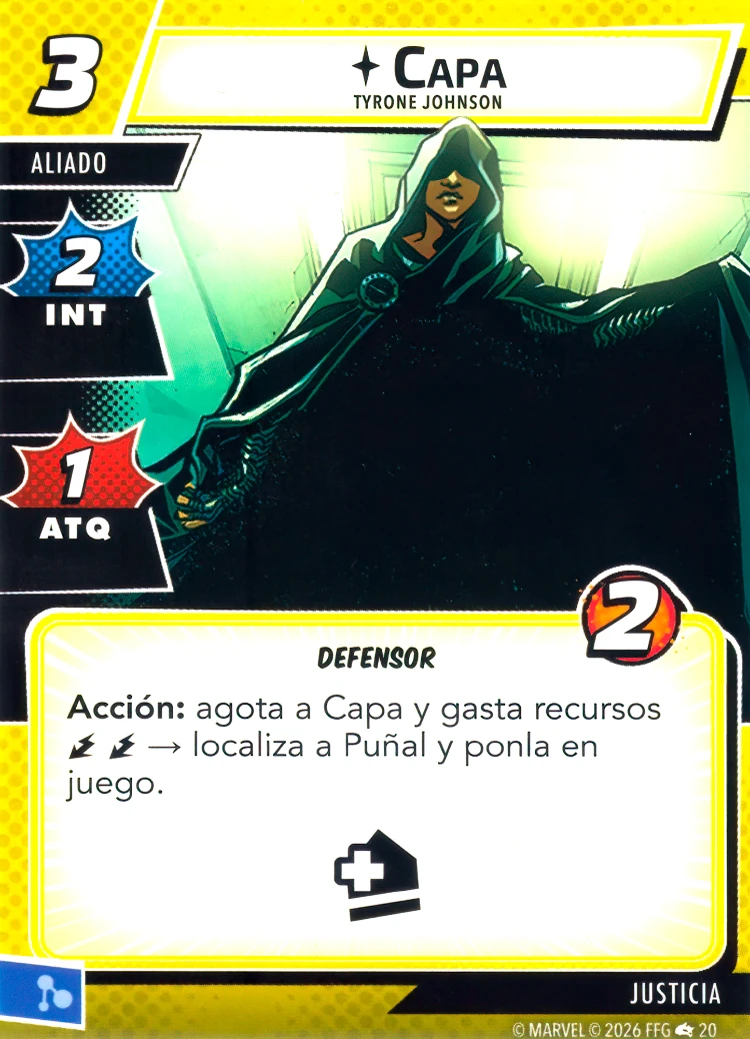 3
CAPA
TYRONE JOHNSON
ALIADO
2
INT
1
ATQ
2
DEFENSOR
Acción: agota a Capa y gasta recursos
→ localiza a Puñal y ponla en
juego.
JUSTICIA
© MARVEL © 2026 FFG 20